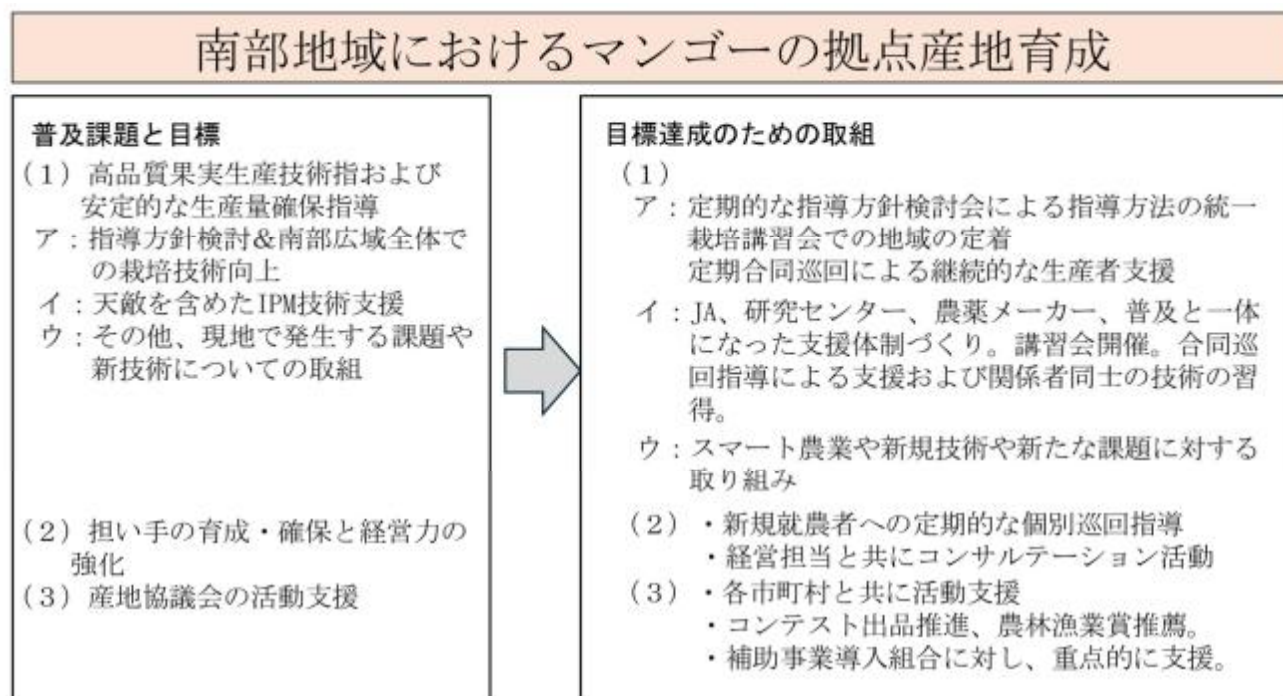 南部地域におけるマンゴーの拠点産地育成
普及課題と目標
(1)高品質果実生産技術指および
安定的な生産量確保指導
ア:指導方針検討&南部広域全体で
の栽培技術向上
イ:天敵を含めたIPM技術支援
ウ:その他、現地で発生する課題や
新技術についての取組
(2)担い手の育成・確保と経営力の
強化
(3)産地協議会の活動支援
目標達成のための取組
(1)
ア:定期的な指導方針検討会による指導方法の統一
栽培講習会での地域の定着
定期合同巡回による継続的な生産者支援
イ:JA、研究センター、農薬メーカー、普及と一体
になった支援体制づくり。講習会開催。合同巡
回指導による支援および関係者同士の技術の習
得。
ウ:スマート農業や新規技術や新たな課題に対する
取り組み
(2)・新規就農者への定期的な個別巡回指導
・経営担当と共にコンサルテーション活動
(3)・各市町村と共に活動支援
・コンテスト出品推進、農林漁業賞推薦。
・補助事業導入組合に対し、重点的に支援。